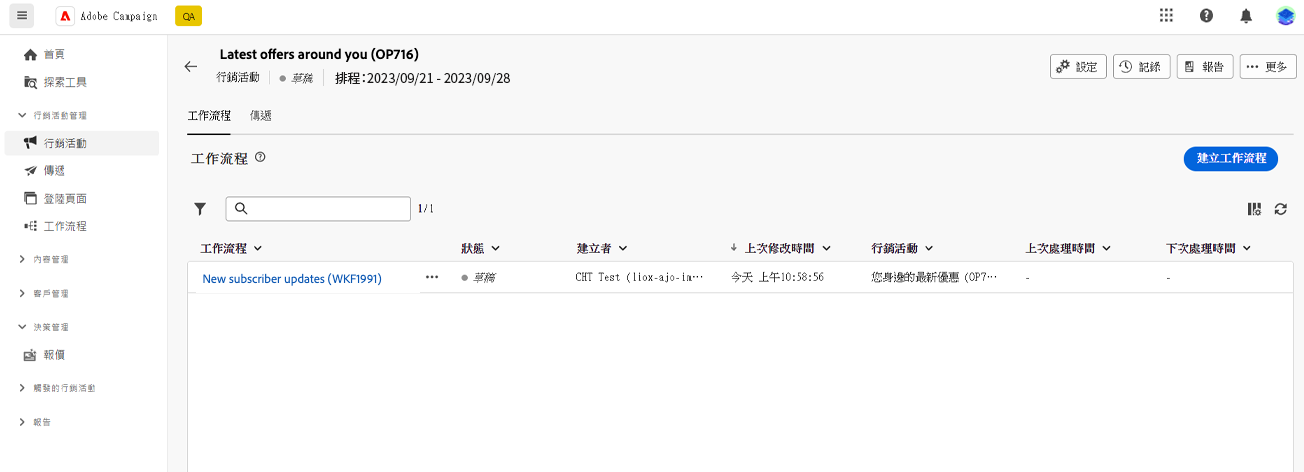 Adobe Campaign QA
首頁
探索工具
行銷活動管理
行銷活動
傳遞
登陸頁面
工作流程
內容管理
客戶管理
決策管理
報價
觸發的行銷活動
報告
Latest offers around you (OP716)
行銷活動 草稿 排程：2023/09/21 - 2023/09/28
設定 記錄 報告 更多
工作流程 傳遞
工作流程
建立工作流程
1/1
工作流程 狀態 建立者 上次修改時間 行銷活動 上次處理時間 下次處理時間
New subscriber updates (WKF1991) 草稿 CHT Test (liox-ajo-im··· 今天 上午10:58:56 您身邊的最新優惠 (OP7··· - -